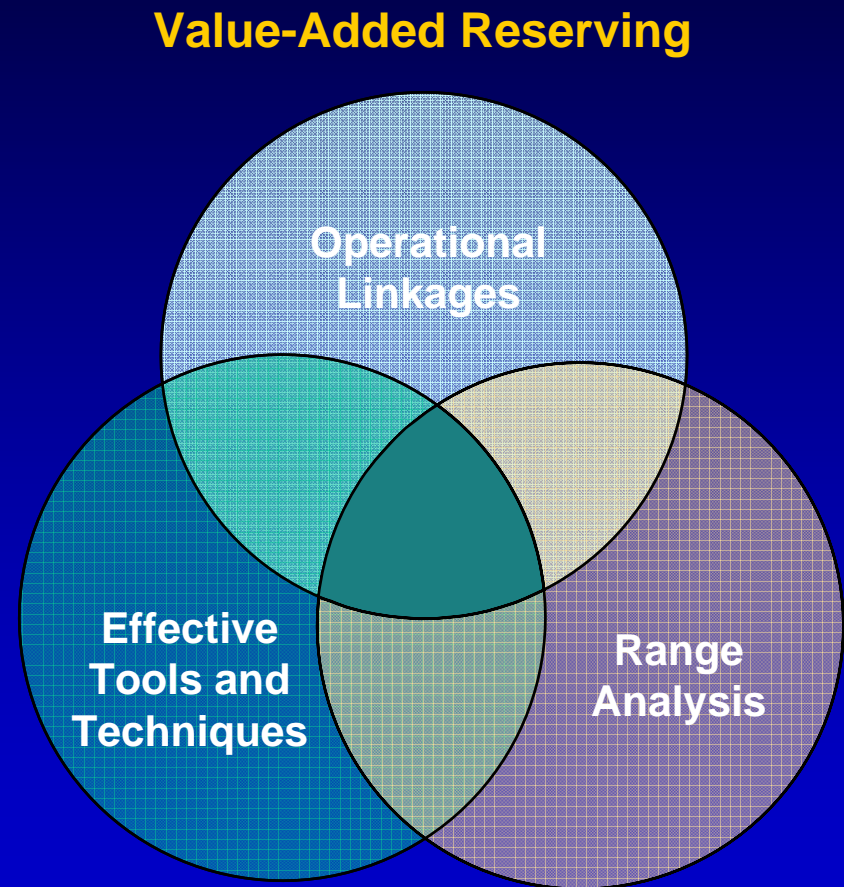 Value-Added Reserving
Operational
Linkages
Effective
Tools and
Techniques
Range
Analysis